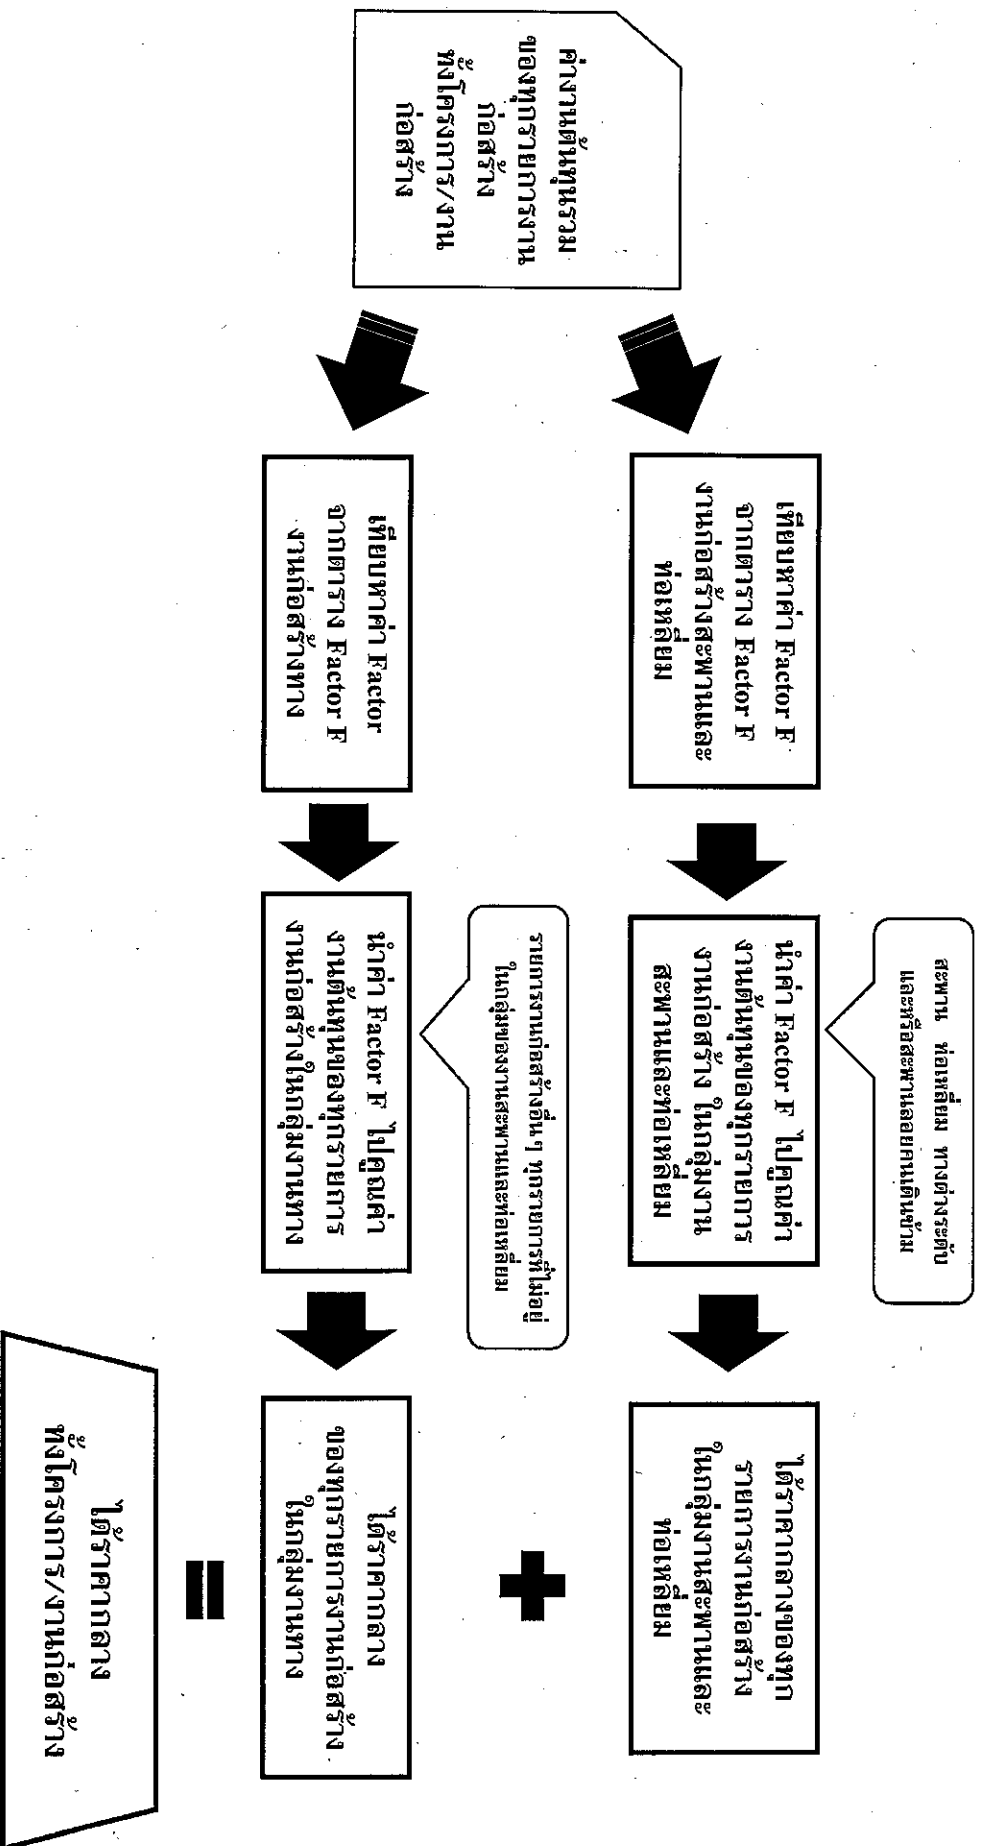 ค่างานต้นทุนรวม
ของทุกรายการงาน
ก่อสร้าง
ทั้งโครงการ/งาน
ก่อสร้าง
เทียบหาค่า Factor F
จากตาราง Factor F
งานก่อสร้างสะพานและ
ท่อเหลี่ยม
สะพาน ท่อเหลี่ยม ทางต่างระดับ
และหรือสะพานลอยคนเดินข้าม
นำค่า Factor F ไปคูณค่า
งานต้นทุนของทุกรายการ
งานก่อสร้าง ในกลุ่มงาน
สะพานและท่อเหลี่ยม
ได้ราคากลางของทุก
รายการงานก่อสร้าง
ในกลุ่มงานสะพานและ
ท่อเหลี่ยม
เทียบหาค่า Factor
จากตาราง Factor F
งานก่อสร้างทาง
รายการงานก่อสร้างอื่น ๆ ทุกรายการที่ไม่อยู่
ในกลุ่มของงานสะพานและท่อเหลี่ยม
นำค่า Factor F ไปคูณค่า
งานต้นทุนของทุกรายการ
งานก่อสร้างในกลุ่มงานทาง
ได้ราคากลาง
ของทุกรายการงานก่อสร้าง
ในกลุ่มงานทาง
ได้ราคากลาง
ทั้งโครงการ/งานก่อสร้าง